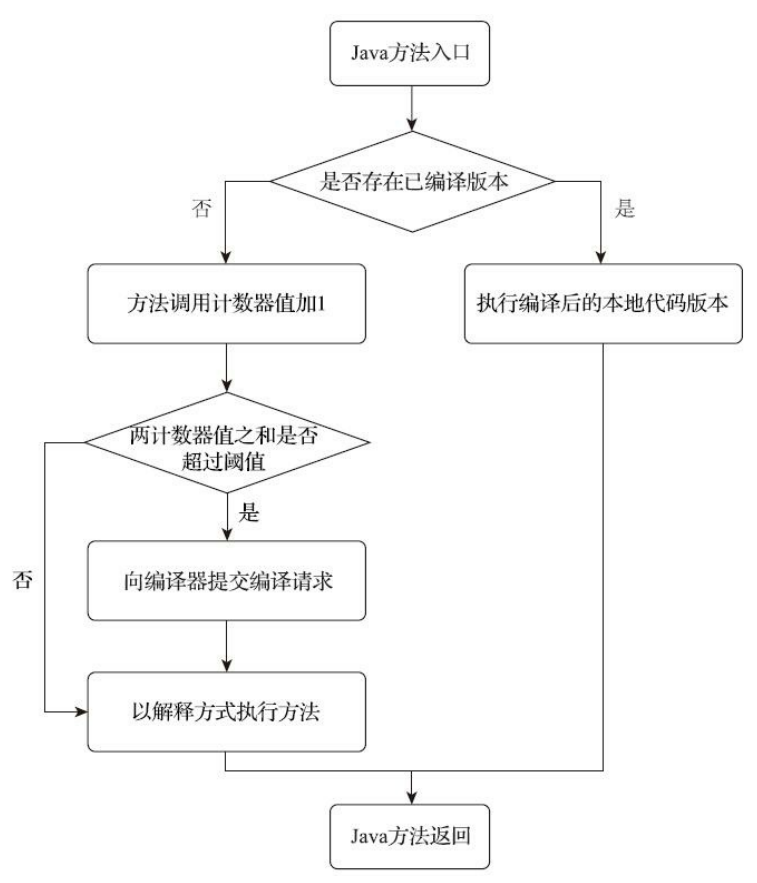 Java方法入口
是否存在已编译版本
否
是
方法调用计数器值加1
执行编译后的本地代码版本
两计数器值之和是否
超过阈值
是
否
向编译器提交编译请求
以解释方式执行方法
Java方法返回